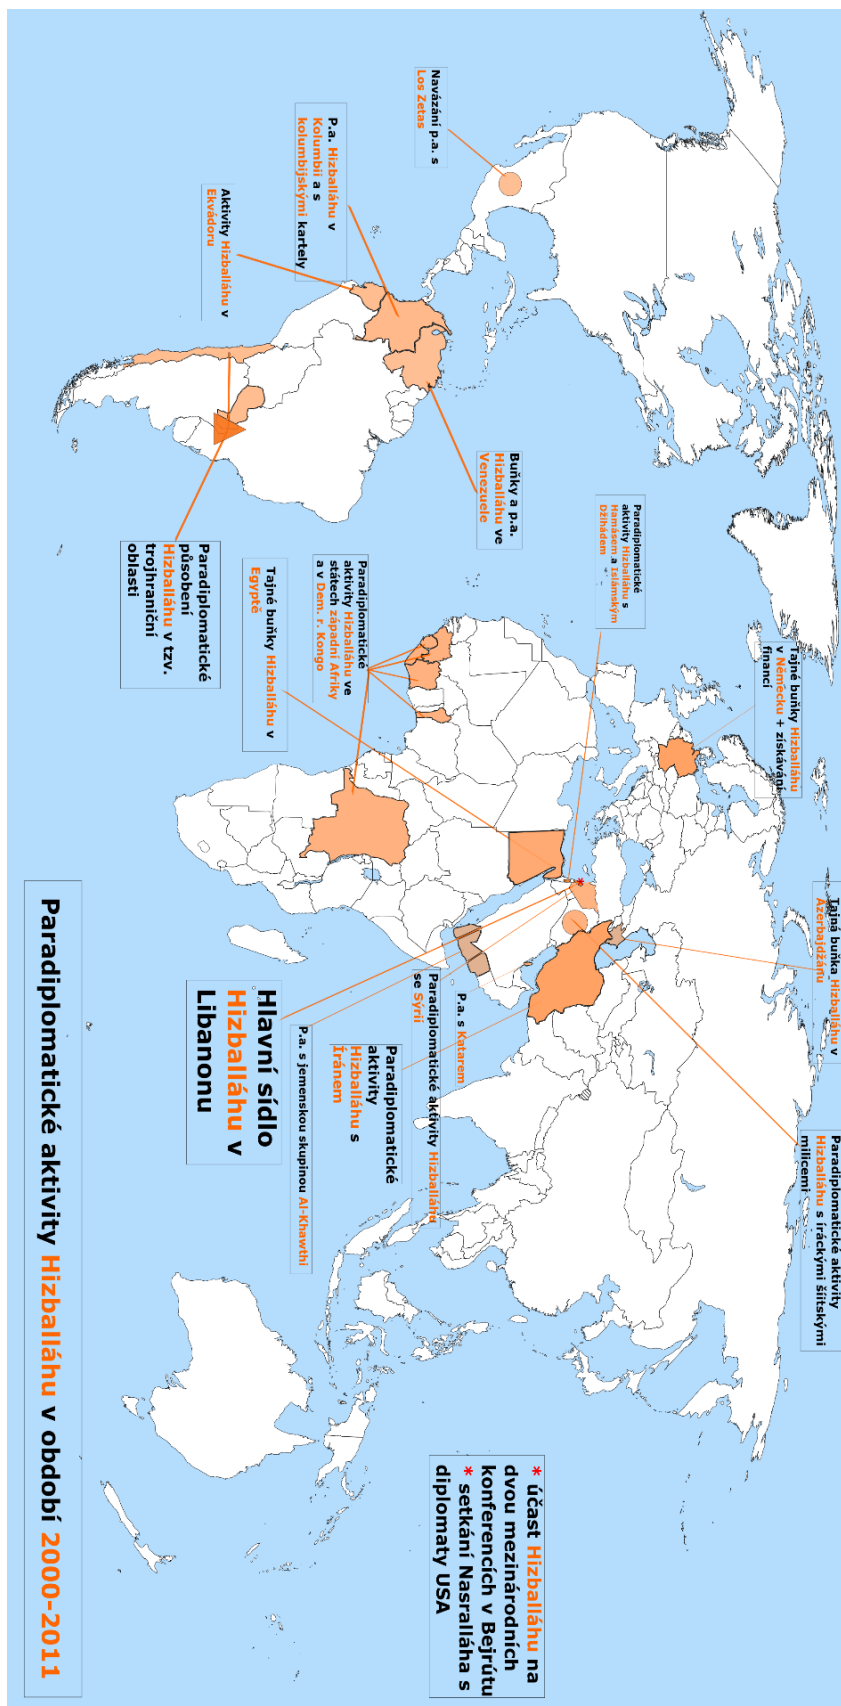 Navázání p.a. s
Los Zetas
P.a. Hizballáhu v
Kolumbii a s
kolumbijskými kartely
Aktivity Hizballáhu v
Ekvádoru
Buňky a p.a.
Hizballáhu ve
Venezuele
Paradiplomatické
působení
Hizballáhu v tzv.
trojhraniční
oblasti
Paradiplomatické
aktivity Hizballáhu s
Hamásem a Islámským
Džihádem
Paradiplomatické
aktivity Hizballáhu ve
státech západní Afriky
a v Dem. r. Kongo
Tajné buňky Hizballáhu v
Egyptě
Tajné buňky Hizballáhu
v Německu + získávání
financí
Tajná buňka Hizballáhu v
Ázerbajdžánu
Paradiplomatické aktivity
Hizballáhu s iráckými šíitskými
milicemi
P.a. s Katarem
Paradiplomatické aktivity Hizballáhu
se Sýrií
Paradiplomatické
aktivity
Hizballáhu s
Íránem
P.a. s jemenskou skupinou Al-Khawthi
Hlavní sídlo
Hizballáhu v
Libanonu
* účast Hizballáhu na
dvou mezinárodních
konferencích v Bejrútu
* setkání Nasralláha s
diplomaty USA
Paradiplomatické aktivity Hizballáhu v období 2000-2011